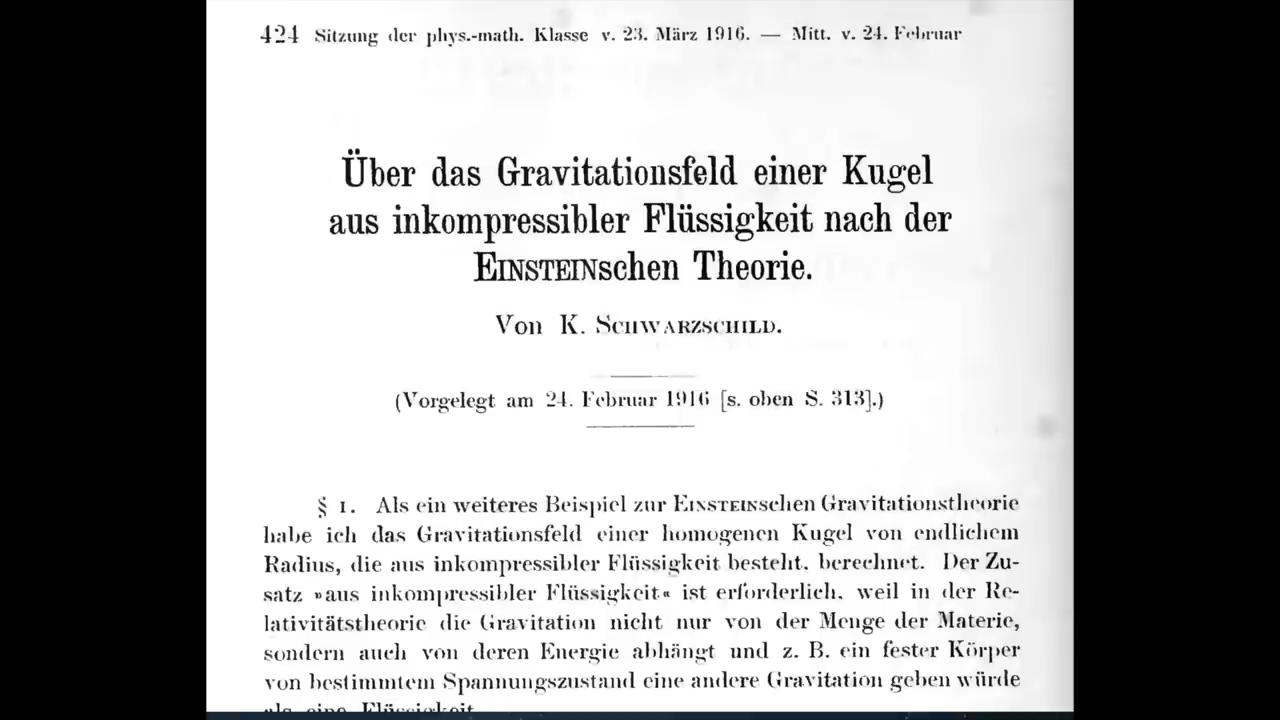 424 Sitzung der phys.-math. Klasse v. 23. März 1916. — Mitt. v. 24. Februar
Über das Gravitationsfeld einer Kugel
aus inkompressibler Flüssigkeit nach der
EINSTEINschen Theorie.
Von K. SCHWARZSCHILD.
(Vorgelegt am 24. Februar 1916 [s. oben S. 313].)
§ 1. Als ein weiteres Beispiel zur EINSTEINschen Gravitationstheorie
habe ich das Gravitationsfeld einer homogenen Kugel von endlichem
Radius, die aus inkompressibler Flüssigkeit besteht, berechnet. Der Zu-
satz »aus inkompressibler Flüssigkeit« ist erforderlich, weil in der Re-
lativitätstheorie die Gravitation nicht nur von der Menge der Materie,
sondern auch von deren Energie abhängt und z. B. ein fester Körper
von bestimmtem Spannungszustand eine andere Gravitation geben würde
als eine Flüssigkeit